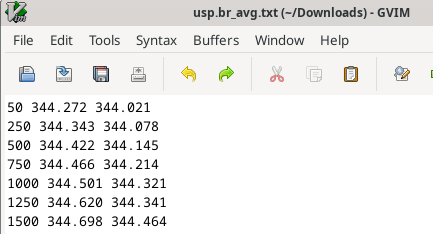 usp.br_avg.txt (~/Downloads) - GVIM
File Edit Tools Syntax Buffers Window Help
50 344.272 344.021
250 344.343 344.078
500 344.422 344.145
750 344.466 344.214
1000 344.501 344.321
1250 344.620 344.341
1500 344.698 344.464